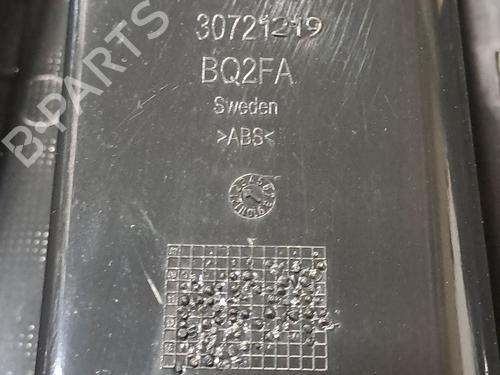 30721219
BQ2FA
Sweden
>ABS<
B-PARTS